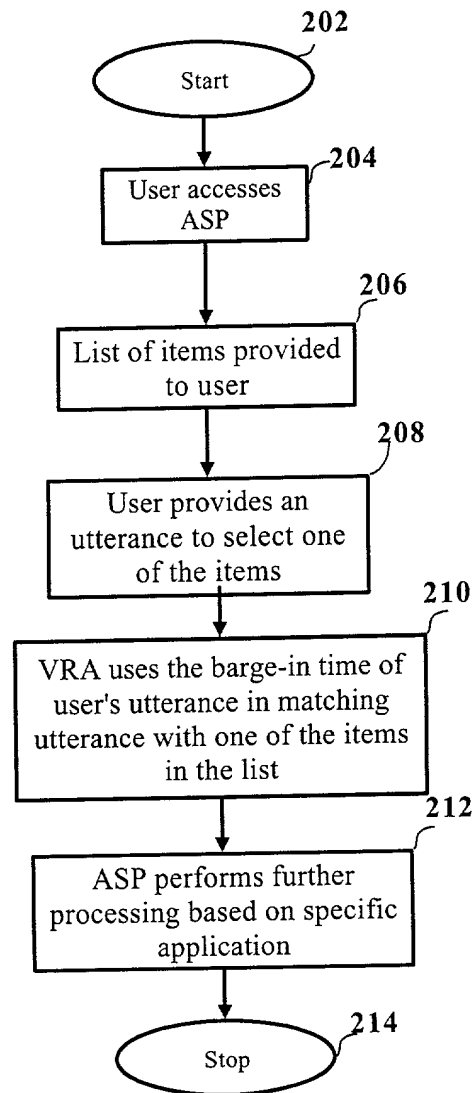 202
Start
204
User accesses
ASP
206
List of items provided
to user
208
User provides an
utterance to select one
of the items
210
VRA uses the barge-in time of
user's utterance in matching
utterance with one of the items
in the list
212
ASP performs further
processing based on specific
application
214
Stop